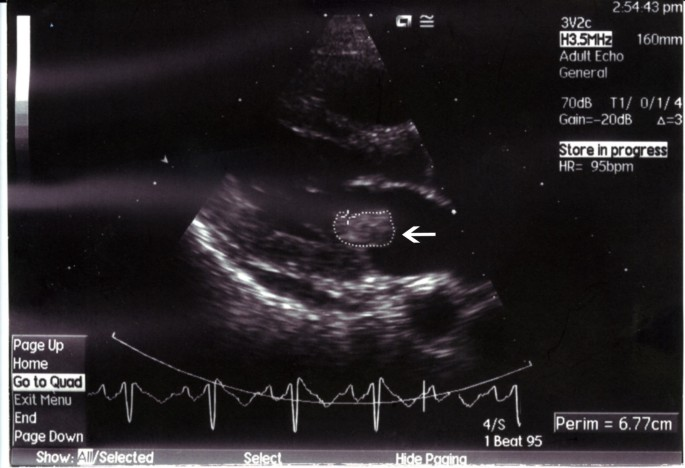 2:54:43 pm
3V2c
H3.5MHz 160mm
Adult Echo
General
70dB T1/ 0/1/4
Gain=-20dB Δ=3
Store in progress
HR= 95bpm
Page Up
Home
Go to Quad
Exit Menu
End
Page Down
4/S
1 Beat 95
Perim = 6.77cm
Show: All/Selected Select Hide Paging